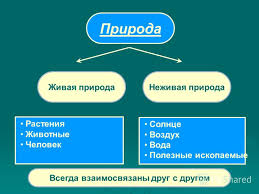 Природа
Живая природа
Неживая природа
• Растения
• Животные
• Человек
• Солнце
• Воздух
• Вода
• Полезные ископаемые
Всегда взаимосвязаны друг с другом